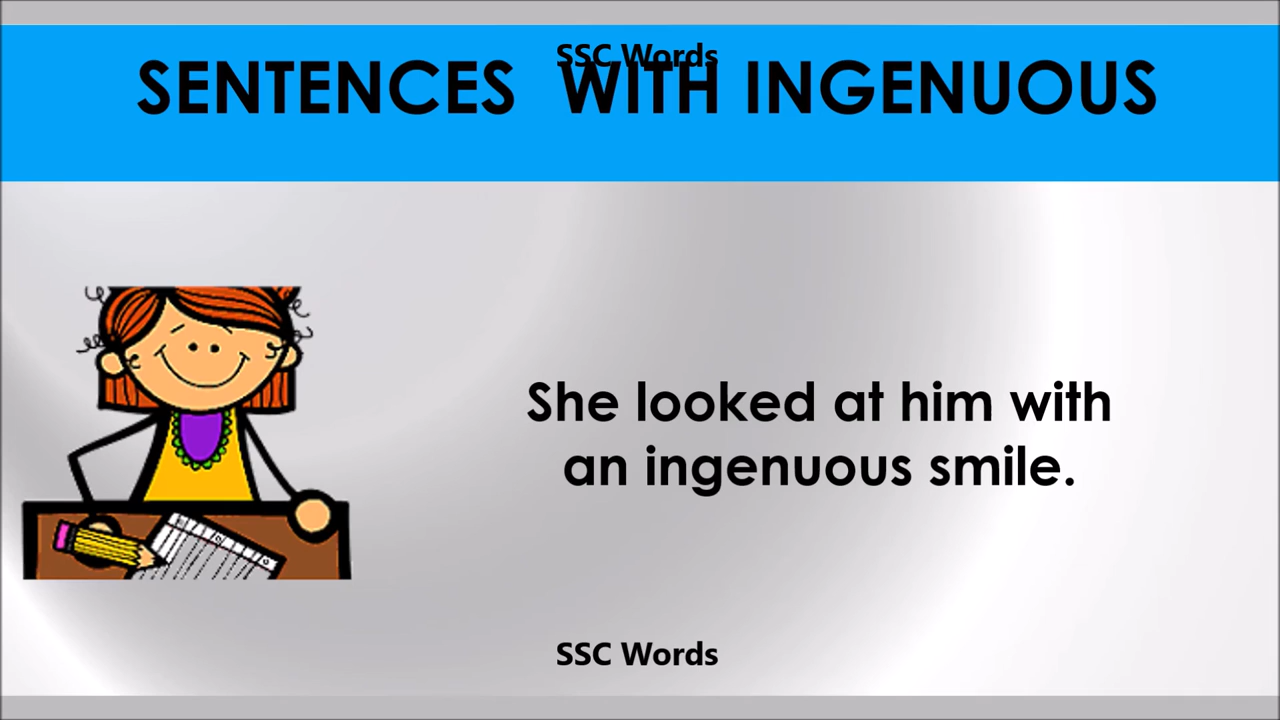 SSC Words
SENTENCES WITH INGENUOUS
She looked at him with
an ingenuous smile.
SSC Words